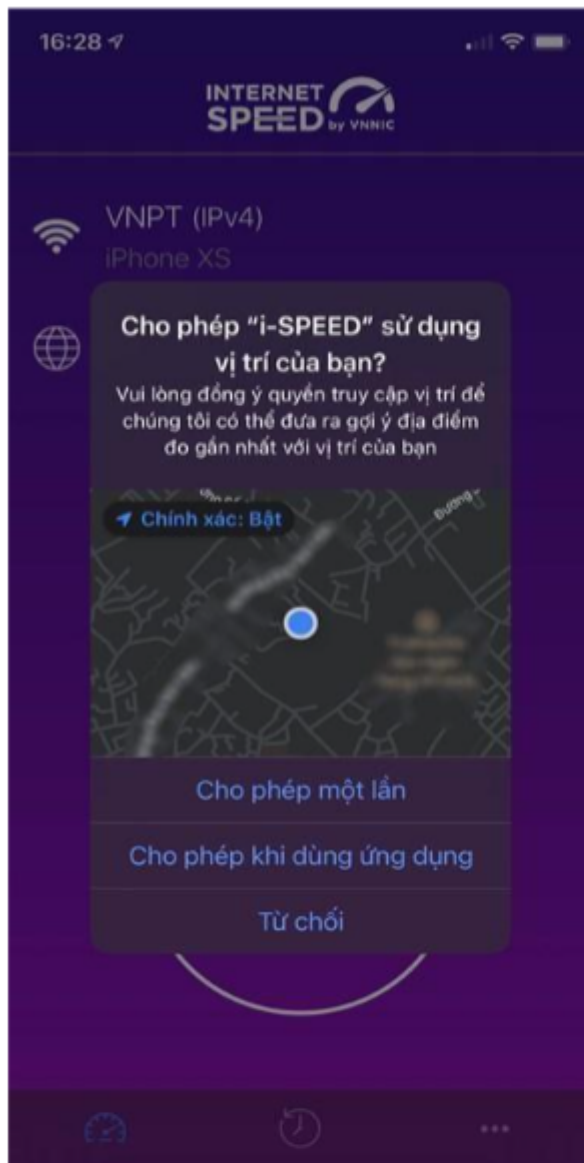 16:28
INTERNET
SPEED by VNNIC
VNPT (IPv4)
iPhone XS
Cho phép “i-SPEED” sử dụng
vị trí của bạn?
Vui lòng đồng ý quyền truy cập vị trí để
chúng tôi có thể đưa ra gợi ý địa điểm
đo gần nhất với vị trí của bạn
Chính xác: Bật
Đường
Cho phép một lần
Cho phép khi dùng ứng dụng
Từ chối